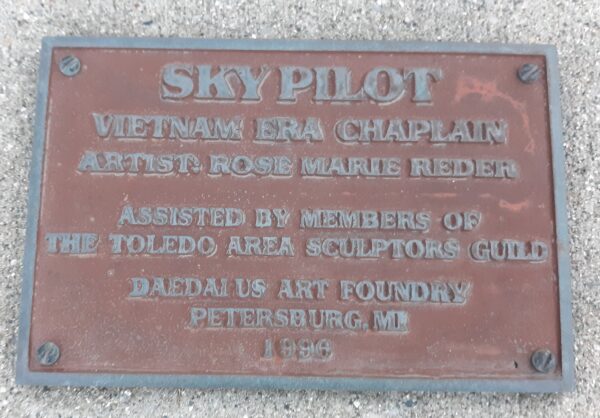 SKY PILOT
VIETNAM ERA CHAPLAIN
ARTIST: ROSE MARIE REDER
ASSISTED BY MEMBERS OF
THE TOLEDO AREA SCULPTORS GUILD
DAEDALUS ART FOUNDRY
PETERSBURG, MI
1996